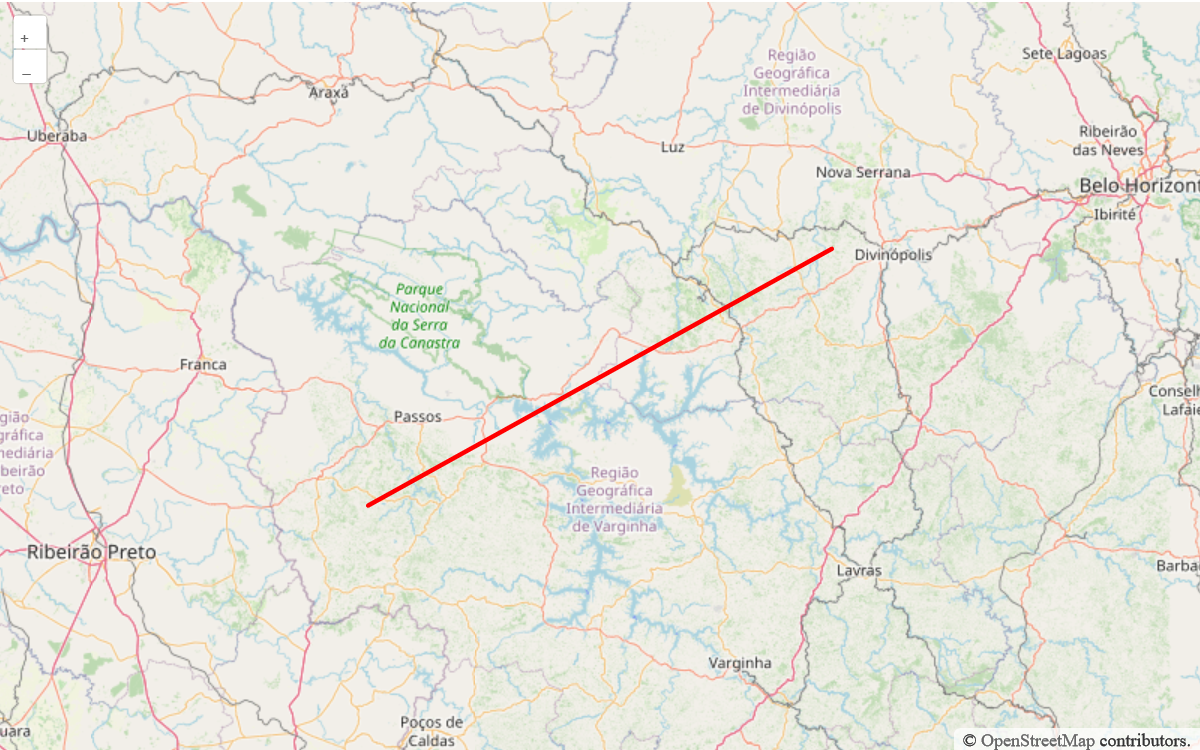 +
–
Sete Lagoas
Região
Geográfica
Intermediária
de Divinópolis
Araxá
Uberaba
Ribeirão
das Neves
Luz
Nova Serrana
Belo Horizont
Ibirité
Divinópolis
Parque
Nacional
da Serra
da Canastra
Franca
Conselh
Lafaie
Passos
gião
gráfica
mediária
ibeirão
reto
Região
Geográfica
Intermediária
de Varginha
Ribeirão Preto
Lavras
Barbac
Varginha
Poços de
Caldas
uara
© OpenStreetMap contributors.